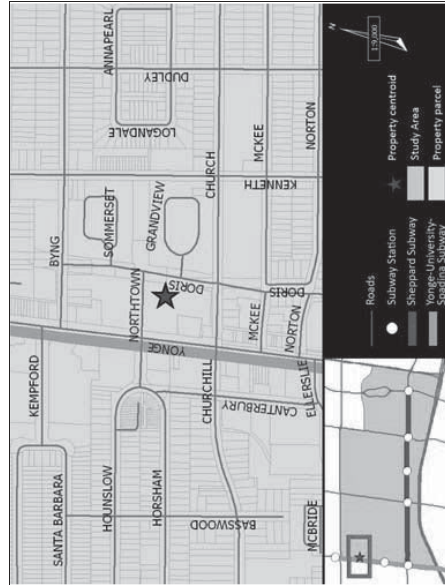 ANNAPEARL
DUDLEY
LOGANDALE
CHURCH
MCKEE
NORTON
KENNETH
BYNG
SOMMERSET
GRANDVIEW
DORIS
DORIS
NORTHTOWN
YONGE
MCKEE
NORTON
KEMPFORD
CHURCHILL
CANTERBURY
ELLERSLIE
SANTA BARBARA
HOUNSLOW
HORSHAM
BASSWOOD
MCBRIDE
N
1:9,000
Roads
Subway Station
Sheppard Subway
Yonge-University-
Spadina Subway
Property centroid
Study Area
Property parcel